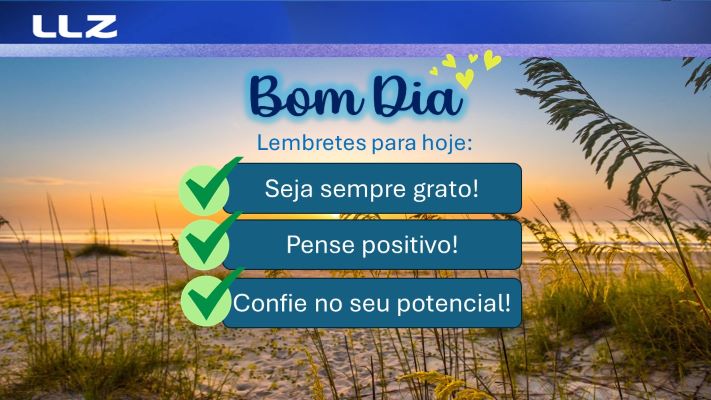 LLZ
Bom Dia
Lembretes para hoje:
Seja sempre grato!
Pense positivo!
Confie no seu potencial!